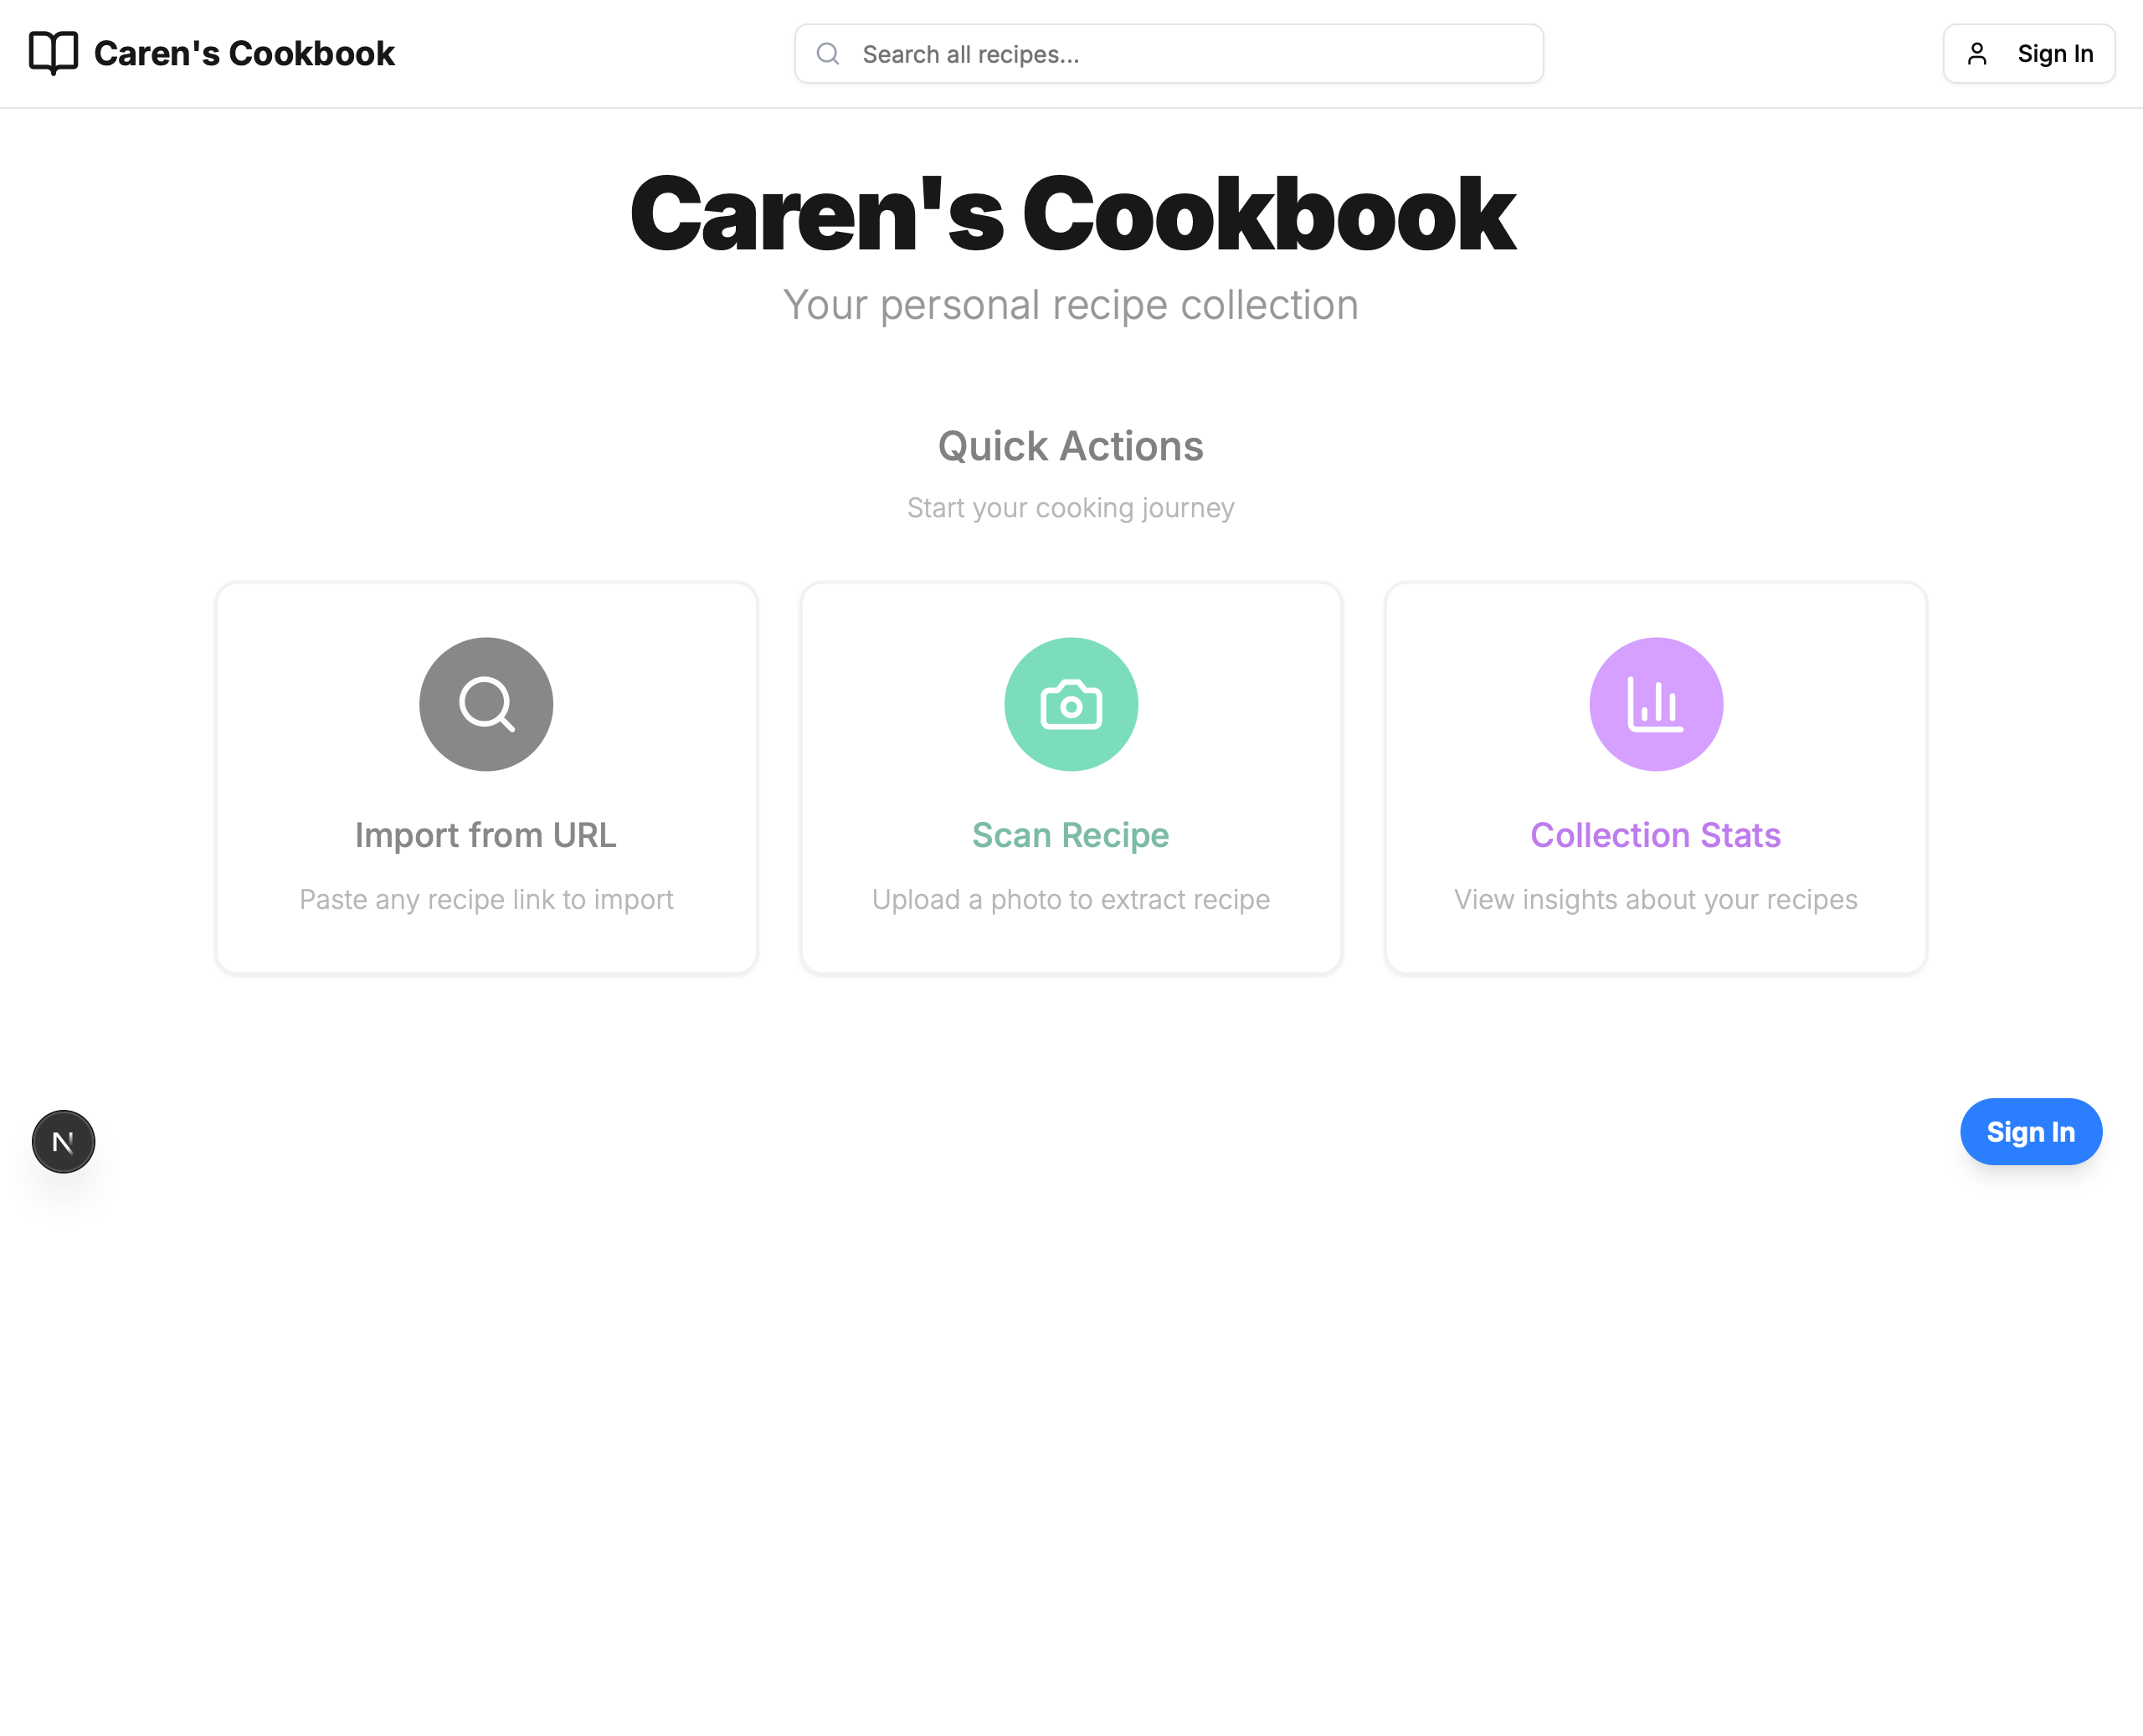 Caren's Cookbook
Search all recipes...
Sign In
Caren's Cookbook
Your personal recipe collection
Quick Actions
Start your cooking journey
Import from URL
Paste any recipe link to import
Scan Recipe
Upload a photo to extract recipe
Collection Stats
View insights about your recipes
N
Sign In